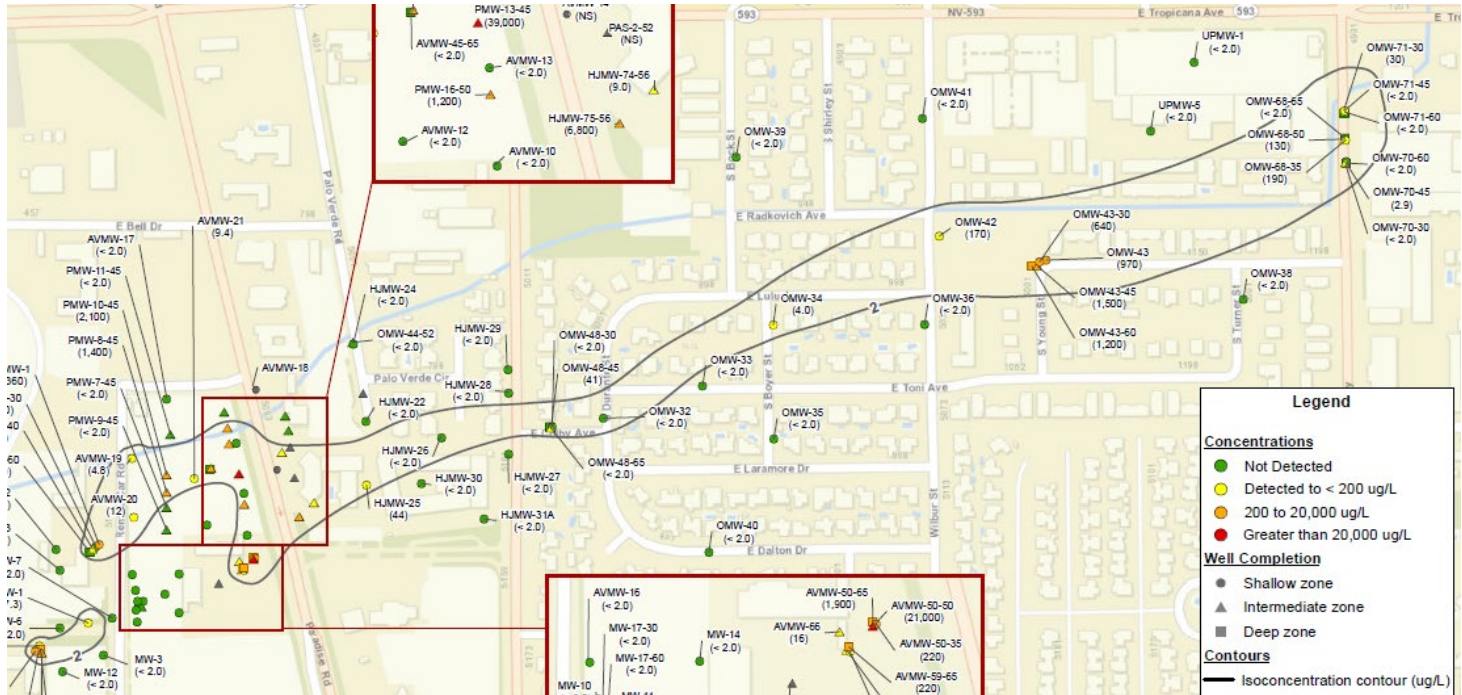 593
NV-593
E Tropicana Ave
593
PMW-13-45
(39,000)
(NS)
PAS-2-52
(NS)
AVMW-45-65
(< 2.0)
AVMW-13
(< 2.0)
PMW-16-50
(1,200)
HJMW-74-56
(9.0)
HJMW-75-56
(6,800)
AVMW-12
(< 2.0)
AVMW-10
(< 2.0)
UPMW-1
(< 2.0)
OMW-71-30
(30)
OMW-71-45
(< 2.0)
OMW-71-60
(< 2.0)
OMW-68-65
(< 2.0)
OMW-68-50
(130)
OMW-68-35
(190)
OMW-70-60
(< 2.0)
OMW-70-45
(2.9)
OMW-70-30
(< 2.0)
UPMW-5
(< 2.0)
OMW-41
(< 2.0)
OMW-39
(< 2.0)
S Shirley St
Palo Verde Rd
E Bell Dr
AVMW-21
(9.4)
AVMW-17
(< 2.0)
PMW-11-45
(< 2.0)
PMW-10-45
(2,100)
PMW-8-45
(1,400)
PMW-7-45
(< 2.0)
PMW-9-45
(< 2.0)
AVMW-19
(4.8)
AVMW-20
(12)
AVMW-18
E Radkovich Ave
OMW-42
(170)
OMW-43-30
(640)
OMW-43
(970)
OMW-43-45
(1,500)
OMW-43-60
(1,200)
OMW-38
(< 2.0)
S Turner St
S Young St
HJMW-24
(< 2.0)
OMW-44-52
(< 2.0)
HJMW-29
(< 2.0)
OMW-48-30
(< 2.0)
OMW-48-45
(41)
OMW-34
(4.0)
2
OMW-36
(< 2.0)
Palo Verde Cir
HJMW-28
(< 2.0)
OMW-33
(< 2.0)
E Toni Ave
HJMW-22
(< 2.0)
S Boyer St
OMW-32
(< 2.0)
OMW-35
(< 2.0)
HJMW-26
(< 2.0)
OMW-48-65
(< 2.0)
E Laramore Dr
HJMW-30
(< 2.0)
HJMW-27
(< 2.0)
HJMW-25
(44)
HJMW-31A
(< 2.0)
Wilbur St
OMW-40
(< 2.0)
E Dalton Dr
Paradise Rd
2
MW-3
(< 2.0)
MW-12
(< 2.0)
AVMW-16
(< 2.0)
MW-17-30
(< 2.0)
MW-17-60
(< 2.0)
MW-10
MW-14
(< 2.0)
AVMW-50-65
(1,900)
AVMW-50-50
(21,000)
AVMW-66
(16)
AVMW-50-35
(220)
AVMW-59-65
(220)
Legend
Concentrations
Not Detected
Detected to < 200 ug/L
200 to 20,000 ug/L
Greater than 20,000 ug/L
Well Completion
Shallow zone
Intermediate zone
Deep zone
Contours
Isoconcentration contour (ug/L)